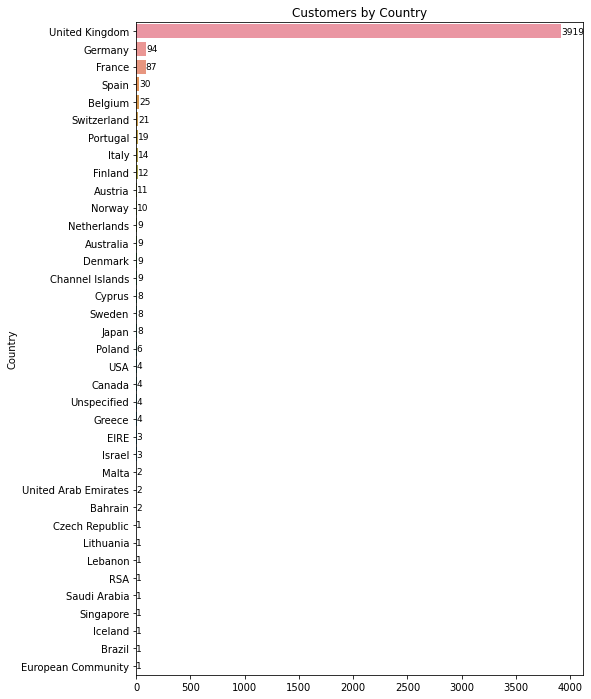 Customers by Country
Country
United Kingdom 3919
Germany 94
France 87
Spain 30
Belgium 25
Switzerland 21
Portugal 19
Italy 14
Finland 12
Austria 11
Norway 10
Netherlands 9
Australia 9
Denmark 9
Channel Islands 9
Cyprus 8
Sweden 8
Japan 8
Poland 6
USA 4
Canada 4
Unspecified 4
Greece 4
EIRE 3
Israel 3
Malta 2
United Arab Emirates 2
Bahrain 2
Czech Republic 1
Lithuania 1
Lebanon 1
RSA 1
Saudi Arabia 1
Singapore 1
Iceland 1
Brazil 1
European Community 1
0 500 1000 1500 2000 2500 3000 3500 4000